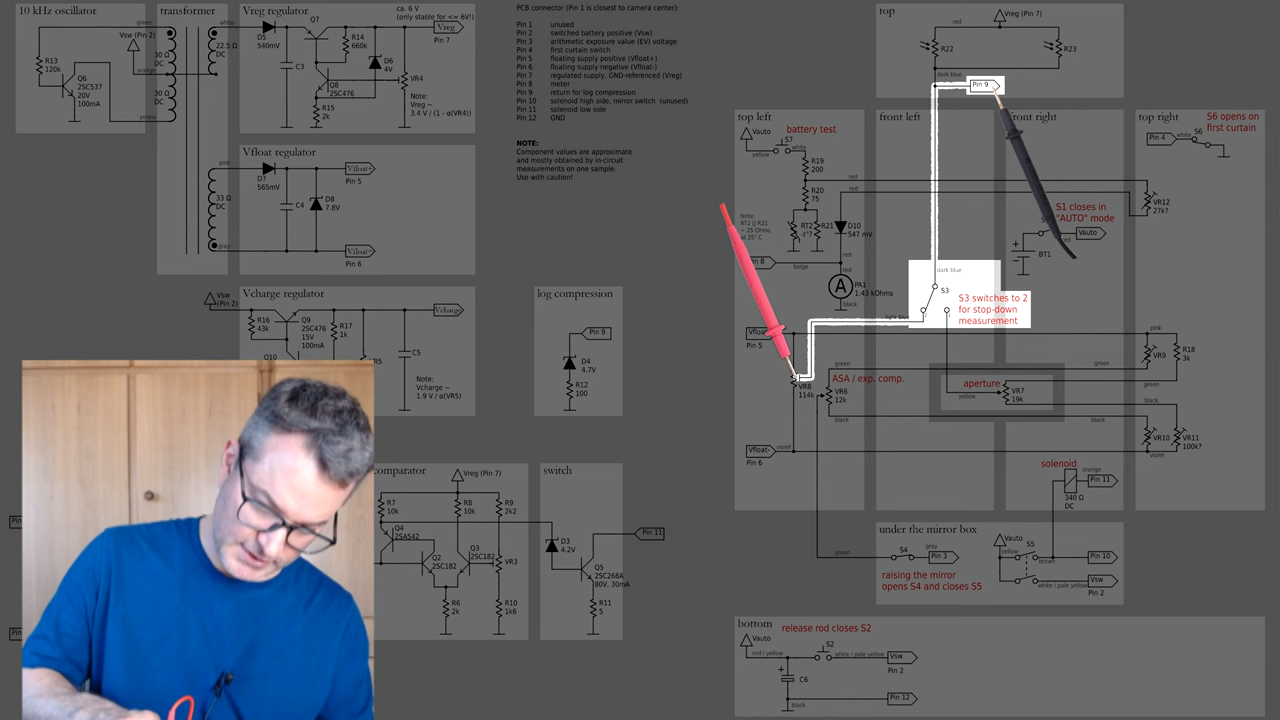 10 kHz oscillator
green
Vsw (Pin 2)
R13
120k
Q6
2SC537
20V
100mA
orange
yellow
transformer
white
30 Ω
DC
22.5 Ω
DC
30 Ω
DC
pink
33 Ω
DC
gray
Vreg regulator
ca. 6 V
(only stable for <= 6V!)
Q7
D5
540mV
R14
660k
D6
4V
Vreg
Pin 7
C3
Q8
2SC476
VR4
R15
2k
Note:
Vreg ~
3.4 V / (1 - α(VR4))
Vfloat regulator
D7
565mV
Vfloat+
Pin 5
C4
D8
7.8V
Vfloat-
Pin 6
PCB connector (Pin 1 is closest to camera center):
Pin 1 unused
Pin 2 switched battery positive (Vsw)
Pin 3 arithmetic exposure value (EV) voltage
Pin 4 first curtain switch
Pin 5 floating supply positive (Vfloat+)
Pin 6 floating supply negative (Vfloat-)
Pin 7 regulated supply, GND-referenced (Vreg)
Pin 8 meter
Pin 9 return for log compression
Pin 10 solenoid high side, mirror switch (unused)
Pin 11 solenoid low side
Pin 12 GND
NOTE:
Component values are approximate
and mostly obtained by in-circuit
measurements on one sample.
Use with caution!
Vcharge regulator
Vsw
(Pin 2)
R16
43k
Q9
2SC476
15V
100mA
R17
1k
Vcharge
Q10
C5
Note:
Vcharge ~
1.9 V / α(VR5)
log compression
Pin 9
D4
4.7V
R12
100
comparator
Vreg (Pin 7)
R7
10k
R8
10k
R9
2k2
Q4
2SA542
Q2
2SC182
Q3
2SC182
VR3
R6
2k
R10
1k6
switch
Pin 11
D3
4.2V
Q5
2SC268A
80V, 30mA
R11
5
top
Vreg (Pin 7)
red
R22
R23
dark blue
Pin 9
top left
Vauto
battery test
S7
yellow
white
R19
200
R20
75
red
red
Note:
RT2 || R21
~ 25 Ohms
at 25° C
RT2
-t°?
R21
D10
547 mV
red
beige
red
PA1
1.43 kOhms
A
black
Pin 5
VR8
114k
violet
Vfloat-
Pin 6
ASA / exp. comp.
VR6
12k
green
black
front left
dark blue
S3
S3 switches to 2
for stop-down
measurement
2
1
aperture
yellow
VR7
19k
front right
S1 closes in
"AUTO" mode
Vauto
red
BT1
green
black
solenoid
orange
Pin 11
340 Ω
DC
top right
S6 opens on
first curtain
Pin 4
white
S6
VR12
27k?
pink
VR9
R18
3k
green
black
VR10
VR11
100k?
violet
under the mirror box
green
S4
gray
Pin 3
raising the mirror
opens S4 and closes S5
Vauto
yellow
S5
brown
Pin 10
white / pale yellow
Vsw
Pin 2
bottom
release rod closes S2
Vauto
red / yellow
S2
white / pale yellow
Vsw
Pin 2
C6
black
Pin 12